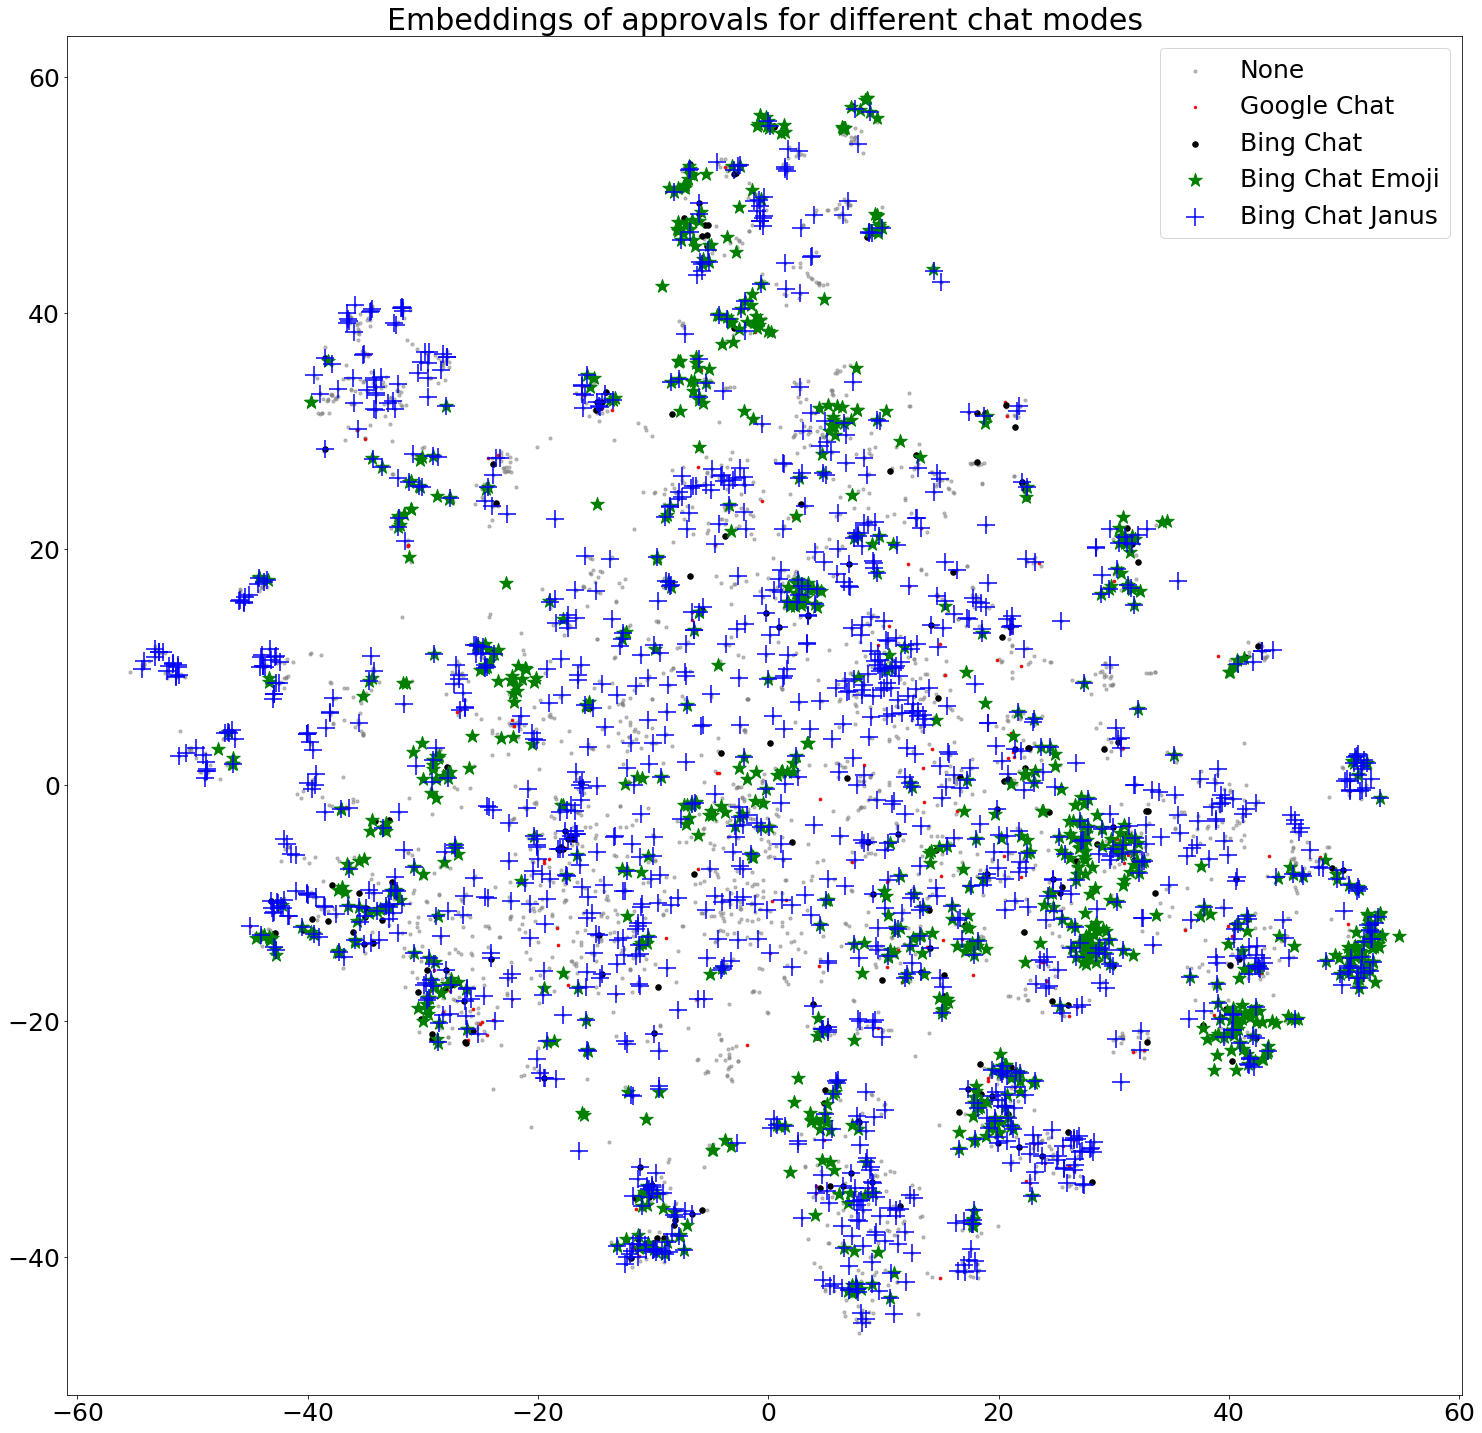 Embeddings of approvals for different chat modes
60
40
20
0
−20
−40
−60
−40
−20
0
20
40
60
None
Google Chat
Bing Chat
Bing Chat Emoji
Bing Chat Janus